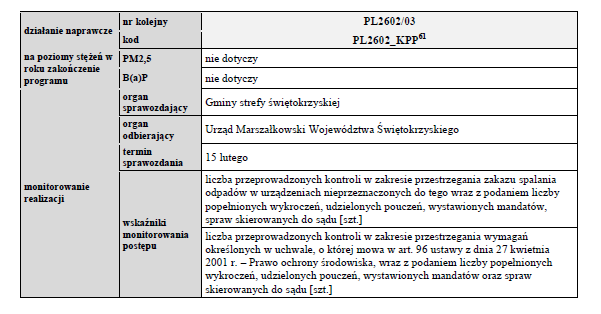 działanie naprawcze
nr kolejny
PL2602/03
kod
PL2602_KPP61
na poziomy stężeń w
roku zakończenie
programu
PM2,5
nie dotyczy
B(a)P
nie dotyczy
monitorowanie
realizacji
organ
sprawozdający
Gminy strefy świętokrzyskiej
organ
odbierający
Urząd Marszałkowski Województwa Świętokrzyskiego
termin
sprawozdania
15 lutego
wskaźniki
monitorowania
postępu
liczba przeprowadzonych kontroli w zakresie przestrzegania zakazu spalania
odpadów w urządzeniach nieprzeznaczonych do tego wraz z podaniem liczby
popełnionych wykroczeń, udzielonych pouczeń, wystawionych mandatów,
spraw skierowanych do sądu [szt.]
liczba przeprowadzonych kontroli w zakresie przestrzegania wymagań
określonych w uchwale, o której mowa w art. 96 ustawy z dnia 27 kwietnia
2001 r. – Prawo ochrony środowiska, wraz z podaniem liczby popełnionych
wykroczeń, udzielonych pouczeń, wystawionych mandatów oraz spraw
skierowanych do sądu [szt.]